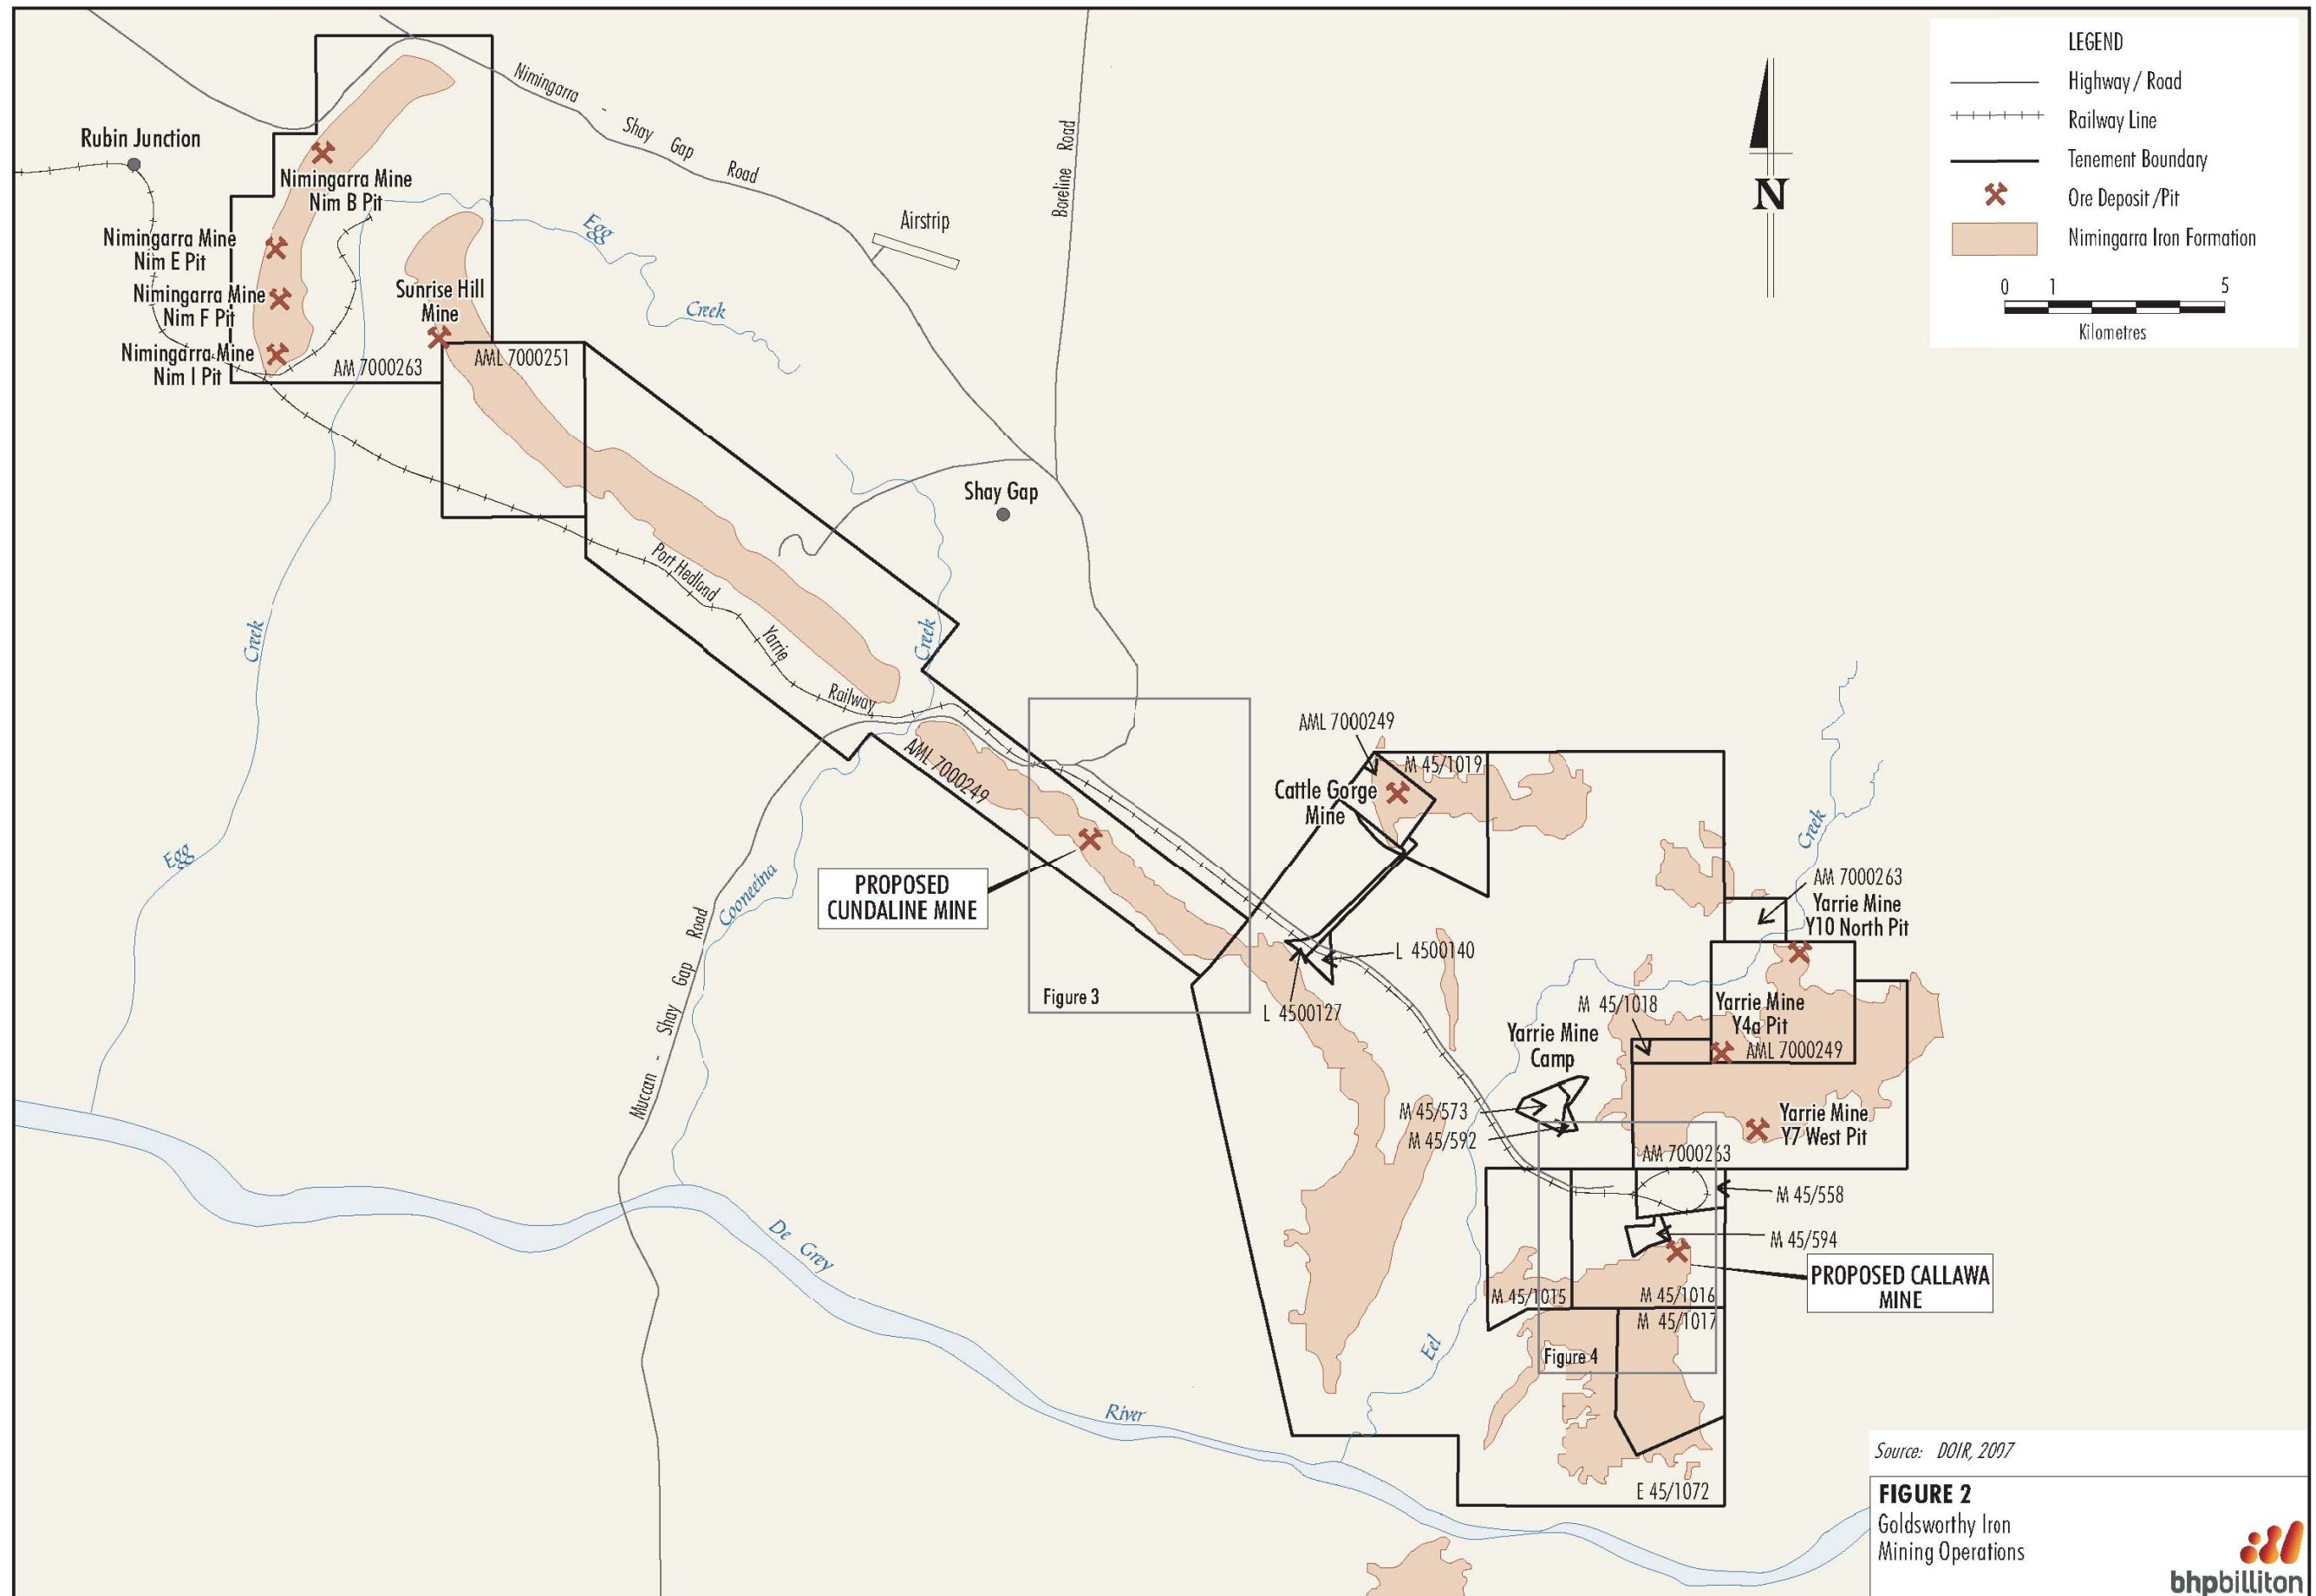 LEGEND
Highway / Road
Railway Line
Tenement Boundary
Ore Deposit /Pit
Nimingarra Iron Formation
0 1 5
Kilometres
N
Nimingarra - Shay Gap Road
Boreline Road
Rubin Junction
Nimingarra Mine
Nim B Pit
Nimingarra Mine
Nim E Pit
Nimingarra Mine
Nim F Pit
Nimingarra Mine
Nim I Pit
Sunrise Hill
Mine
AM 7000263
AML 7000251
Egg
Creek
Airstrip
Shay Gap
Port Hedland
Yarrie
Railway
Creek
Creek
Egg
AML 7000249
Cooneeina
Muccan - Shay Gap Road
PROPOSED
CUNDALINE MINE
Figure 3
AML 7000249
M 45/1019
Cattle Gorge
Mine
L 4500140
L 4500127
Creek
AM 7000263
Yarrie Mine
Y10 North Pit
M 45/1018
Yarrie Mine
Y4a Pit
AML 7000249
Yarrie Mine
Camp
M 45/573
M 45/592
Yarrie Mine
Y7 West Pit
AM 7000263
M 45/558
M 45/594
PROPOSED CALLAWA
MINE
M 45/1015
M 45/1016
M 45/1017
Figure 4
Eel
De Grey
River
E 45/1072
Source: DOIR, 2007
FIGURE 2
Goldsworthy Iron
Mining Operations
bhpbilliton